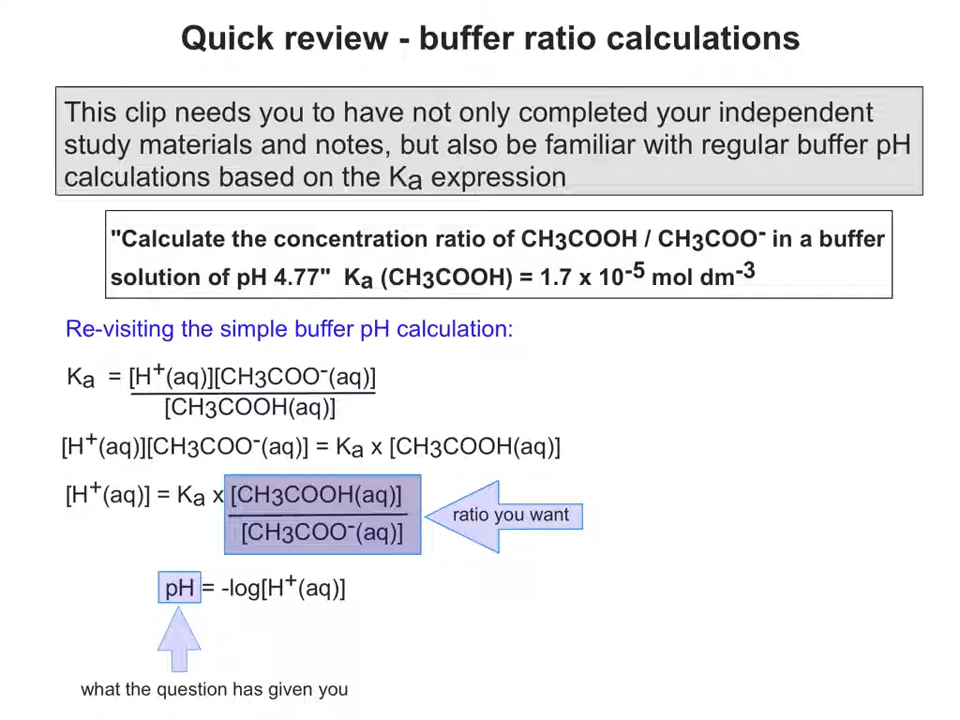 Quick review - buffer ratio calculations
This clip needs you to have not only completed your independent
study materials and notes, but also be familiar with regular buffer pH
calculations based on the Ka expression
"Calculate the concentration ratio of CH3COOH / CH3COO⁻ in a buffer
solution of pH 4.77" Ka (CH3COOH) = 1.7 x 10⁻⁵ mol dm⁻³
Re-visiting the simple buffer pH calculation:
Ka = [H⁺(aq)][CH3COO⁻(aq)]
[CH3COOH(aq)]
[H⁺(aq)][CH3COO⁻(aq)] = Ka x [CH3COOH(aq)]
[H⁺(aq)] = Ka x [CH3COOH(aq)]
[CH3COO⁻(aq)]
ratio you want
pH = -log[H⁺(aq)]
what the question has given you